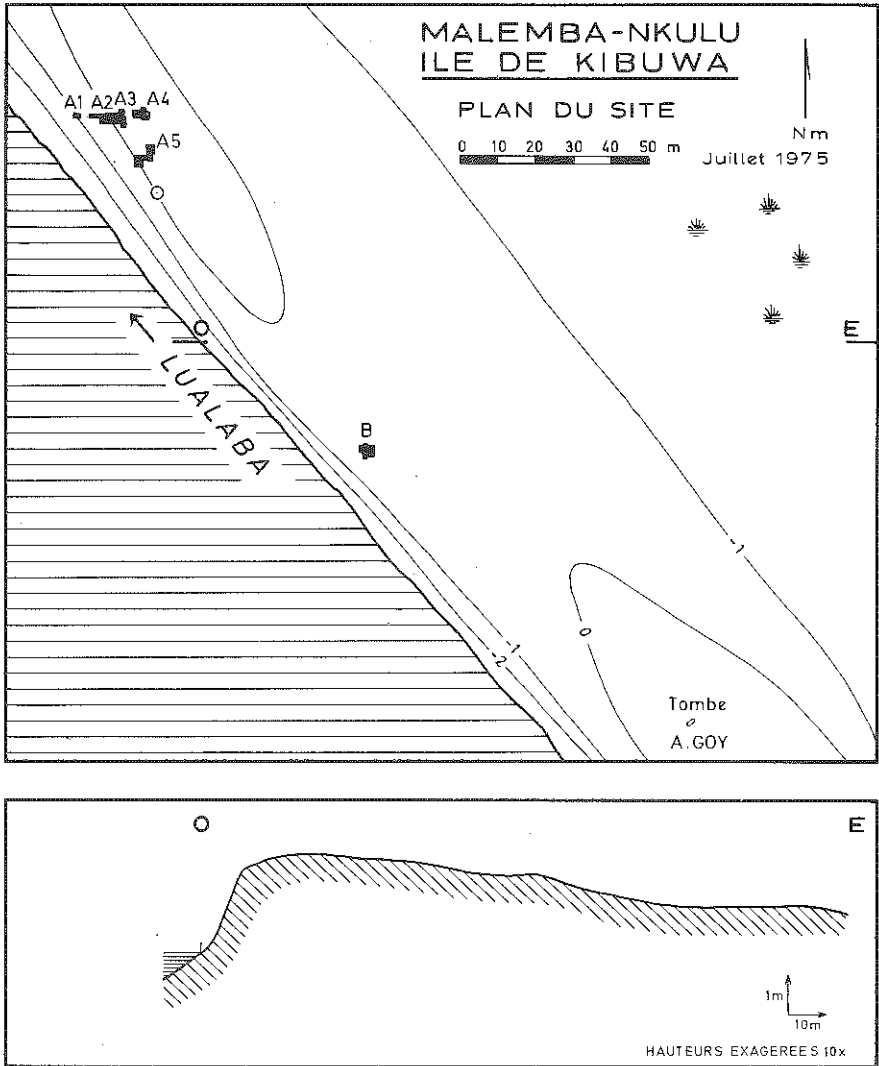 MALEMBA-NKULU
ILE DE KIBUWA
PLAN DU SITE
0 10 20 30 40 50 m
Nm
Juillet 1975
A1 A2 A3 A4
A5
O
E
LUALABA
B
-1
0
-1
-2
Tombe
A.GOY
O
E
1m
10m
HAUTEURS EXAGEREES 10x